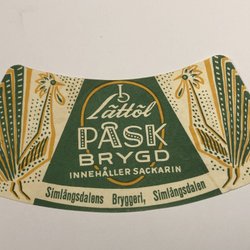 Lättöl
PÅSK
BRYGD
INNEHÅLLER SACKARIN
Simlångsdalens Bryggeri, Simlångsdalen